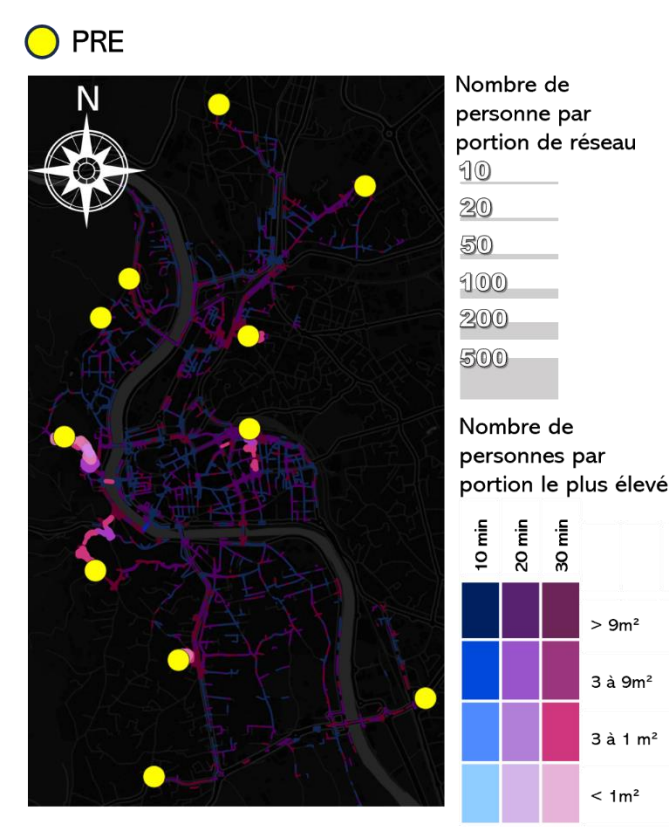 PRE
N
Nombre de
personne par
portion de réseau
10
20
50
100
200
500
Nombre de
personnes par
portion le plus élevé
10 min
20 min
30 min
> 9m²
3 à 9m²
3 à 1 m²
< 1m²